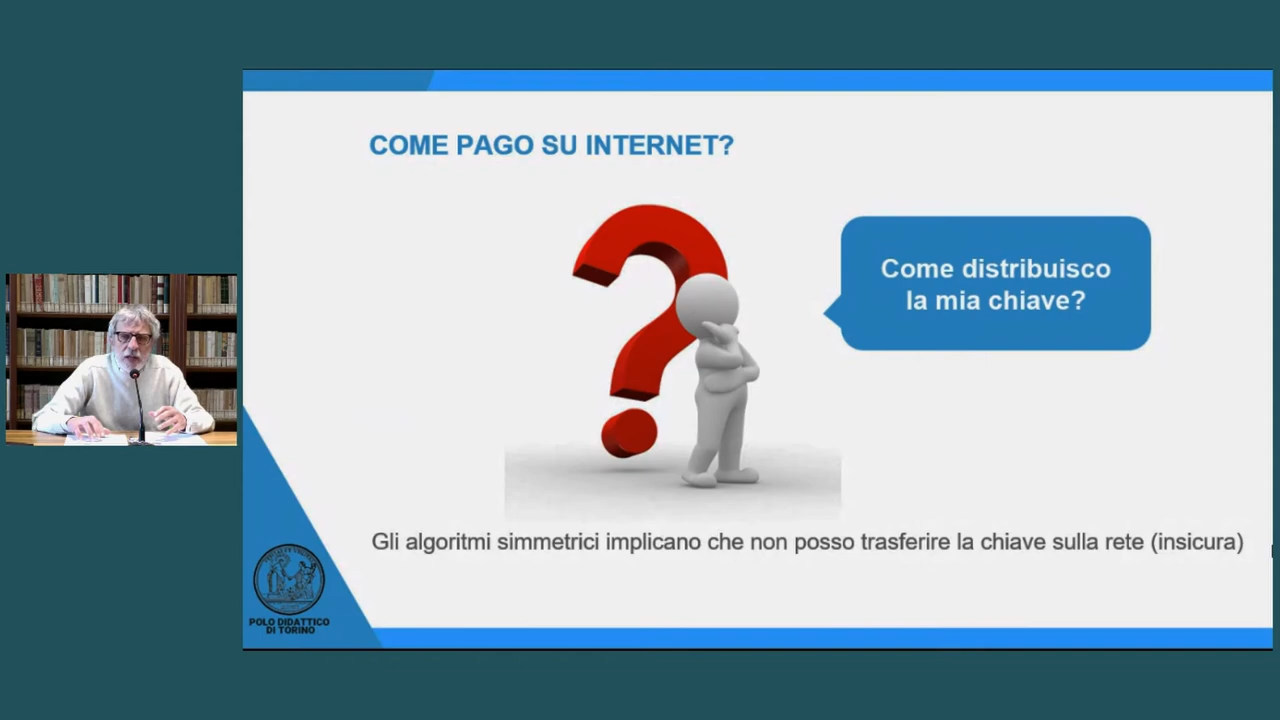 COME PAGO SU INTERNET?
Come distribuisco
la mia chiave?
Gli algoritmi simmetrici implicano che non posso trasferire la chiave sulla rete (insicura)
POLO DIDATTICO
DI TORINO